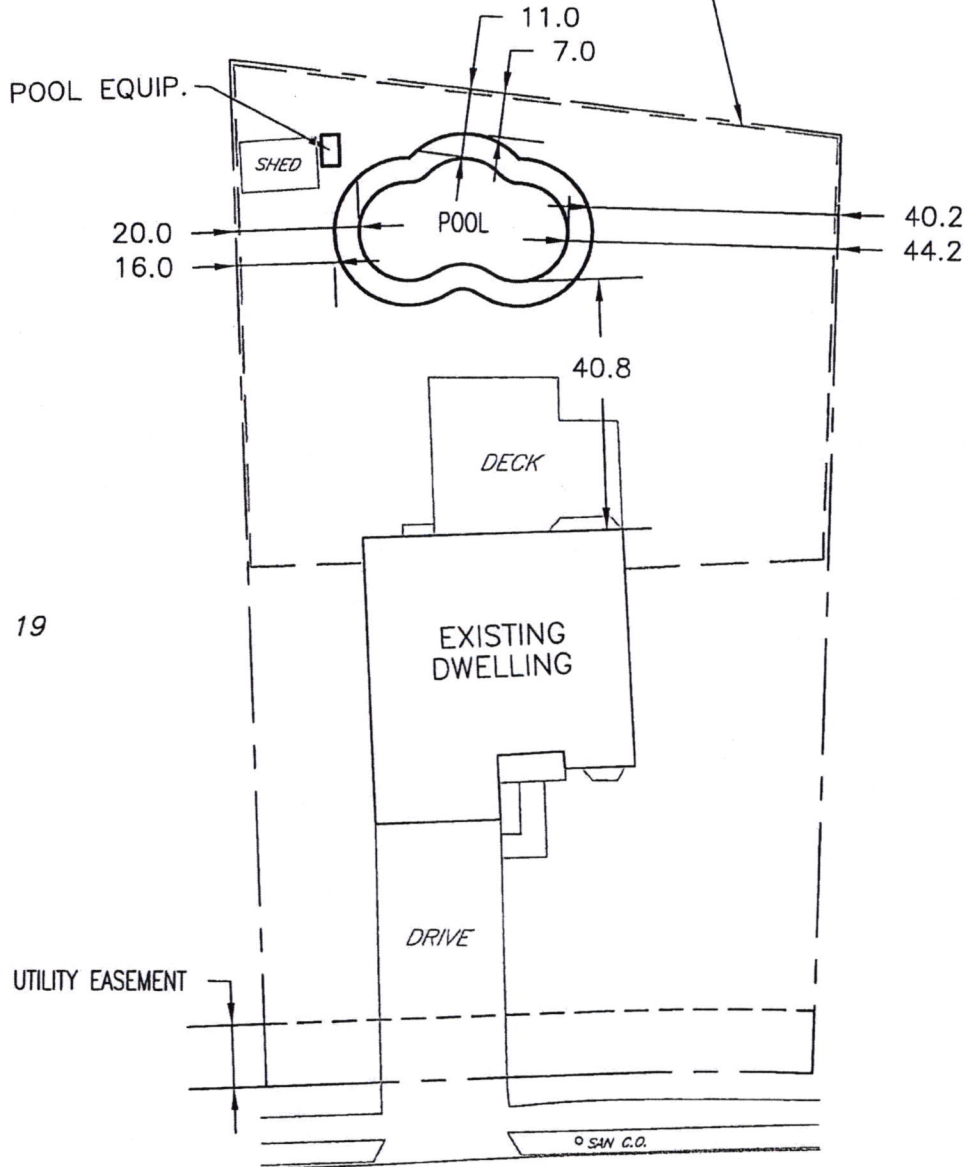 11.0
7.0
POOL EQUIP.
SHED
POOL
20.0
16.0
40.2
44.2
40.8
DECK
19
EXISTING
DWELLING
DRIVE
UTILITY EASEMENT
SAN C.O.